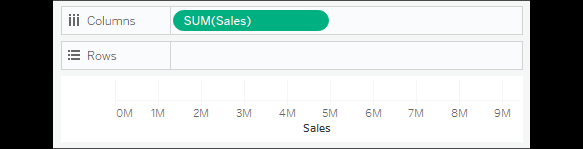 Columns SUM(Sales)
Rows
0M 1M 2M 3M 4M 5M 6M 7M 8M 9M
Sales